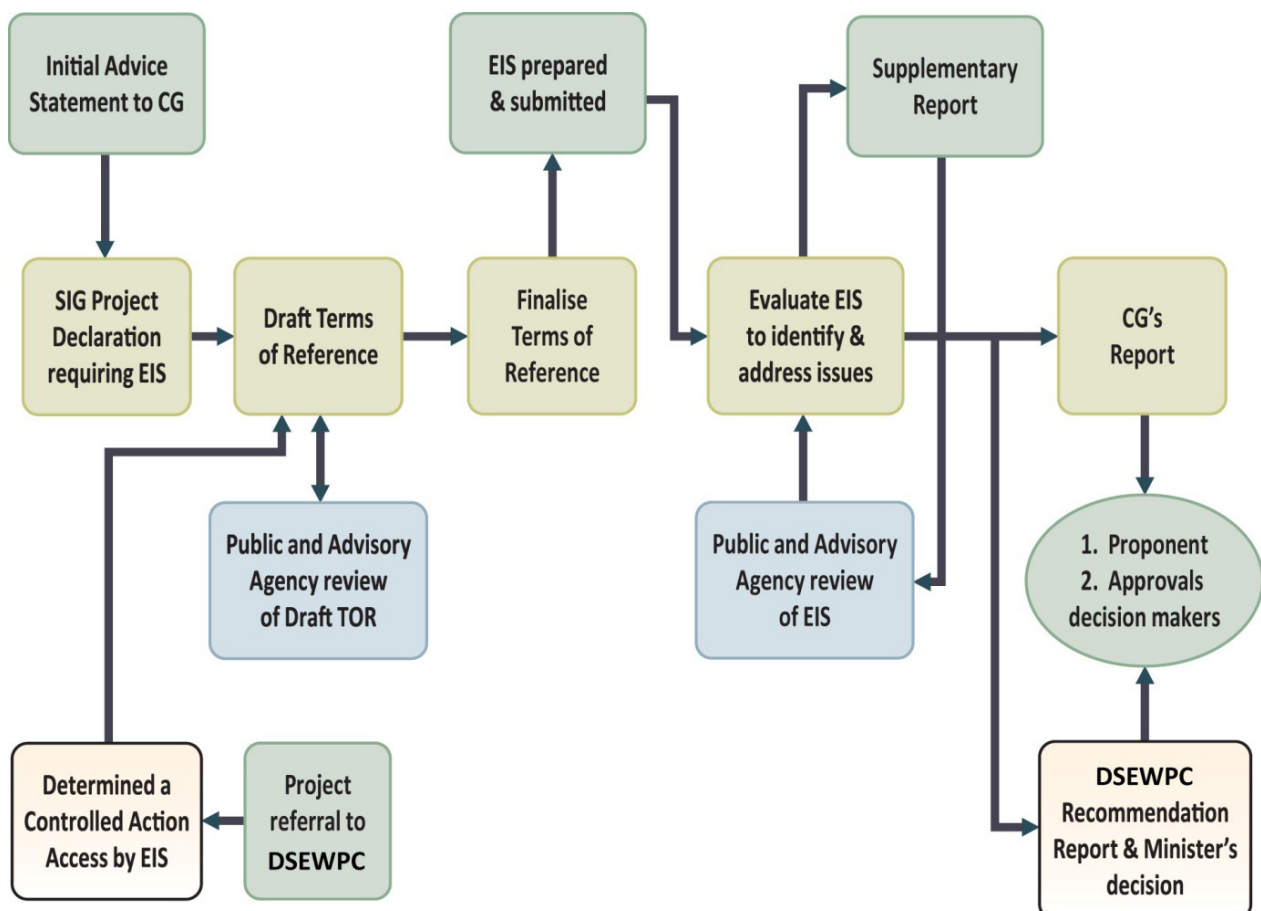 Initial Advice
Statement to CG
EIS prepared
& submitted
Supplementary
Report
SIG Project
Declaration
requiring EIS
Draft Terms
of Reference
Finalise
Terms of
Reference
Evaluate EIS
to identify &
address issues
CG's
Report
Public and Advisory
Agency review
of Draft TOR
Public and Advisory
Agency review
of EIS
1. Proponent
2. Approvals
decision makers
Determined a
Controlled Action
Access by EIS
Project
referral to
DSEWPC
DSEWPC
Recommendation
Report & Minister's
decision